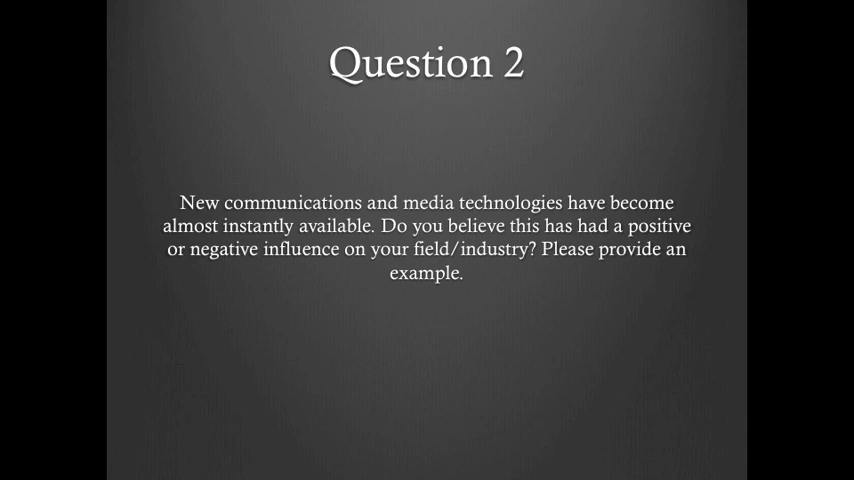 Question 2
New communications and media technologies have become
almost instantly available. Do you believe this has had a positive
or negative influence on your field/industry? Please provide an
example.